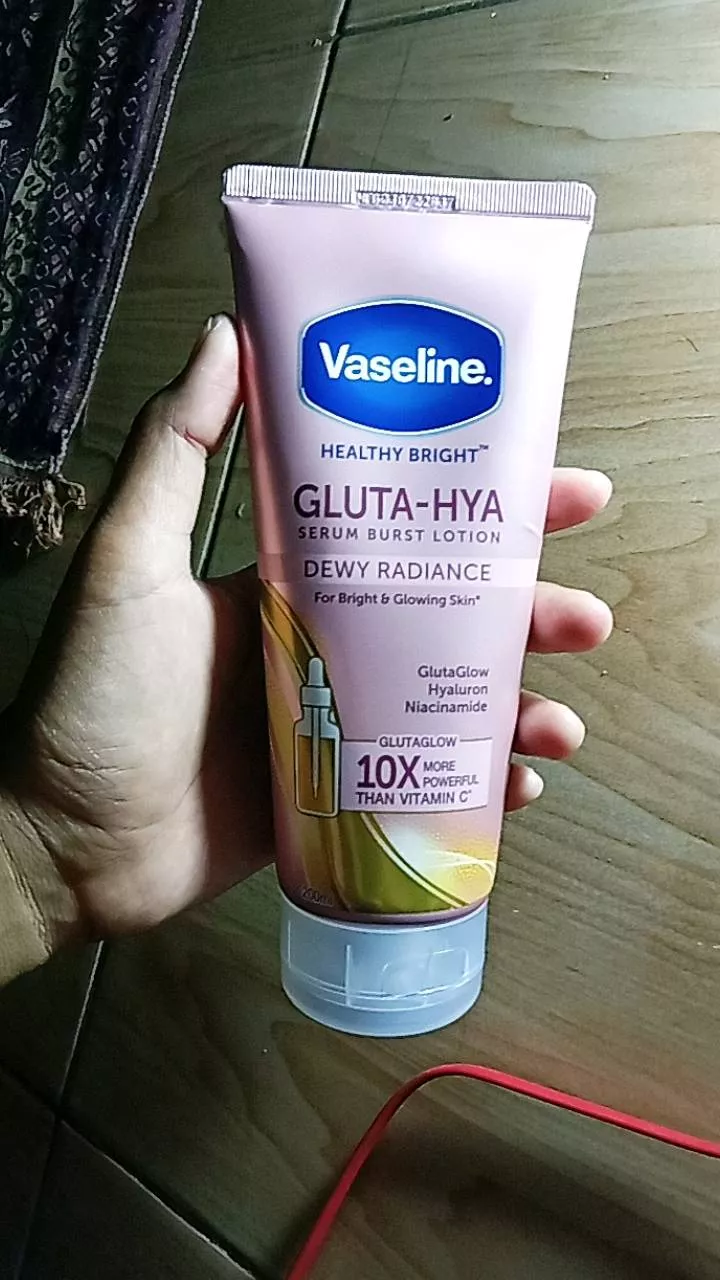 Vaseline.
HEALTHY BRIGHT™
GLUTA-HYA
SERUM BURST LOTION
DEWY RADIANCE
For Bright & Glowing Skin*
GlutaGlow
Hyaluron
Niacinamide
GLUTAGLOW
10X MORE
POWERFUL
THAN VITAMIN C*